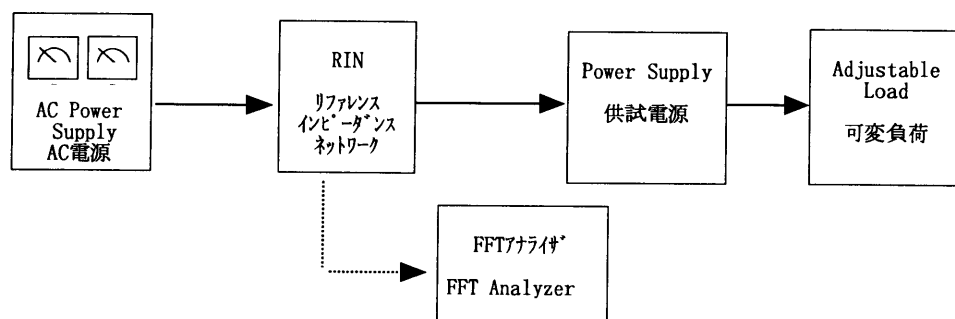 AC Power
Supply
AC電源
RIN
リファレンス
インピーダンス
ネットワーク
Power Supply
供試電源
Adjustable
Load
可変負荷
FFTアナライザ
FFT Analyzer